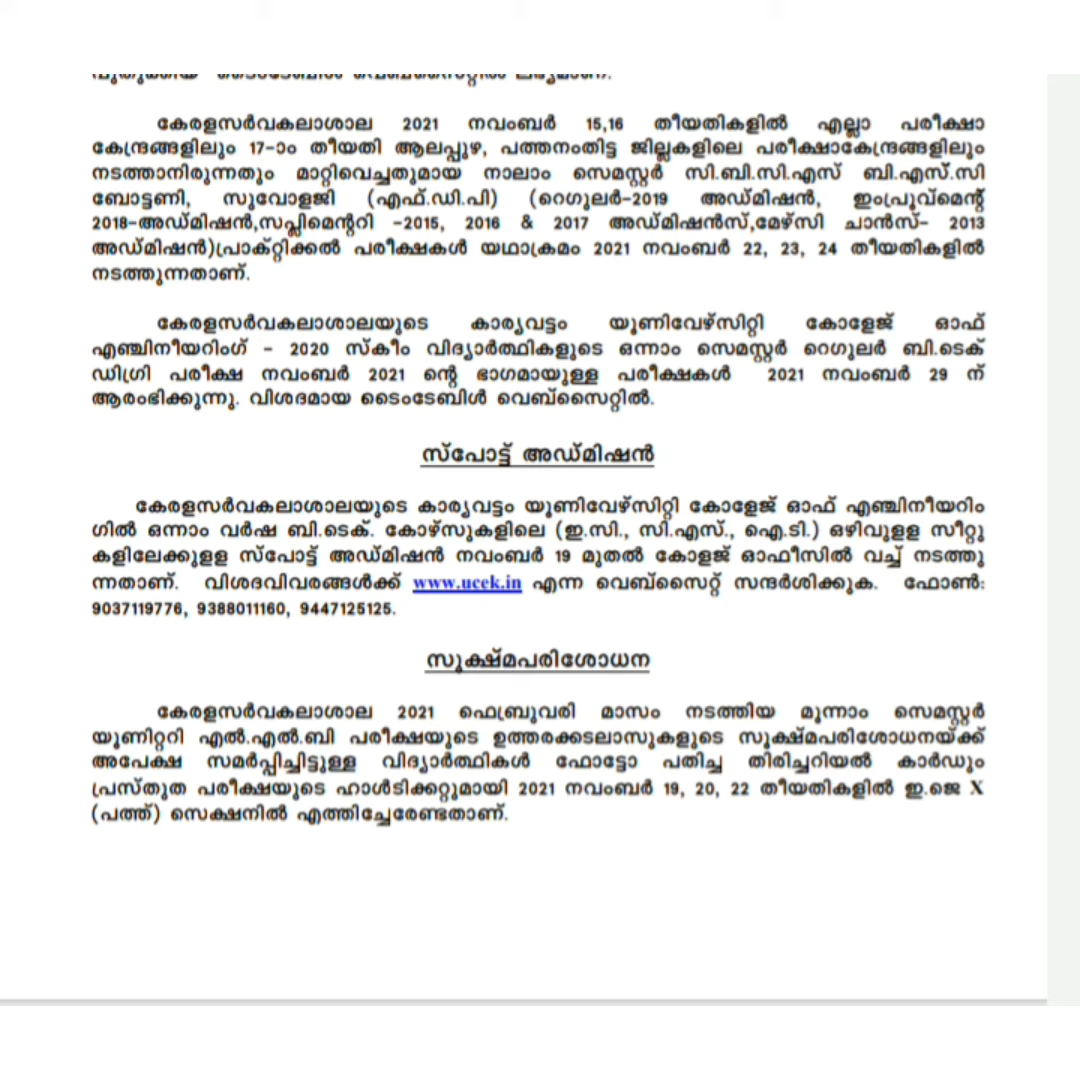 കേരളസർവകലാശാല 2021 നവംബർ 15,16 തീയതികളിൽ എല്ലാ പരീക്ഷാ
കേന്ദ്രങ്ങളിലും 17-ാം തീയതി ആലപ്പുഴ, പത്തനംതിട്ട ജില്ലകളിലെ പരീക്ഷാകേന്ദ്രങ്ങളിലും
നടത്താനിരുന്നതും മാറ്റിവെച്ചതുമായ നാലാം സെമസ്റ്റർ സി.ബി.സി.എസ് ബി.എസ്.സി
ബോട്ടണി, സുവോളജി (എഫ്.ഡി.പി) (റെഗുലർ-2019 അഡ്മിഷൻ, ഇംപ്രൂവ്മെന്റ്
2018-അഡ്മിഷൻ,സപ്ലിമെന്ററി -2015, 2016 & 2017 അഡ്മിഷൻസ്,മേഴ്സി ചാൻസ്- 2013
അഡ്മിഷൻ)പ്രാക്റ്റിക്കൽ പരീക്ഷകൾ യഥാക്രമം 2021 നവംബർ 22, 23, 24 തീയതികളിൽ
നടത്തുന്നതാണ്.
കേരളസർവകലാശാലയുടെ കാര്യവട്ടം യൂണിവേഴ്സിറ്റി കോളേജ് ഓഫ്
എഞ്ചിനീയറിംഗ് – 2020 സ്കീം വിദ്യാർത്ഥികളുടെ ഒന്നാം സെമസ്റ്റർ റെഗുലർ ബി.ടെക്
ഡിഗ്രി പരീക്ഷ നവംബർ 2021 ന്റെ ഭാഗമായുള്ള പരീക്ഷകൾ 2021 നവംബർ 29 ന്
ആരംഭിക്കുന്നു. വിശദമായ ടൈംടേബിൾ വെബ്സൈറ്റിൽ.
സ്പോട്ട് അഡ്മിഷൻ
കേരളസർവകലാശാലയുടെ കാര്യവട്ടം യൂണിവേഴ്സിറ്റി കോളേജ് ഓഫ് എഞ്ചിനീയറിം
ഗിൽ ഒന്നാം വർഷ ബി.ടെക്. കോഴ്സുകളിലെ (ഇ.സി., സി.എസ്., ഐ.ടി.) ഒഴിവുളള സീറ്റു
കളിലേക്കുളള സ്പോട്ട് അഡ്മിഷൻ നവംബർ 19 മുതൽ കോളജ് ഓഫീസിൽ വച്ച് നടത്തു
ന്നതാണ്. വിശദവിവരങ്ങൾക്ക് www.ucek.in എന്ന വെബ്സൈറ്റ് സന്ദർശിക്കുക. ഫോൺ:
9037119776, 9388011160, 9447125125.
സൂക്ഷ്മപരിശോധന
കേരളസർവകലാശാല 2021 ഫെബ്രുവരി മാസം നടത്തിയ മൂന്നാം സെമസ്റ്റർ
യൂണിറ്ററി എൽ.എൽ.ബി പരീക്ഷയുടെ ഉത്തരക്കടലാസുകളുടെ സൂക്ഷ്മപരിശോധനയ്ക്ക്
അപേക്ഷ സമർപ്പിച്ചിട്ടുള്ള വിദ്യാർത്ഥികൾ ഫോട്ടോ പതിച്ച തിരിച്ചറിയൽ കാർഡും
പ്രസ്തുത പരീക്ഷയുടെ ഹാൾടിക്കറ്റുമായി 2021 നവംബർ 19, 20, 22 തീയതികളിൽ ഇ.ജെ X
(പത്ത്) സെക്ഷനിൽ എത്തിച്ചേരേണ്ടതാണ്.